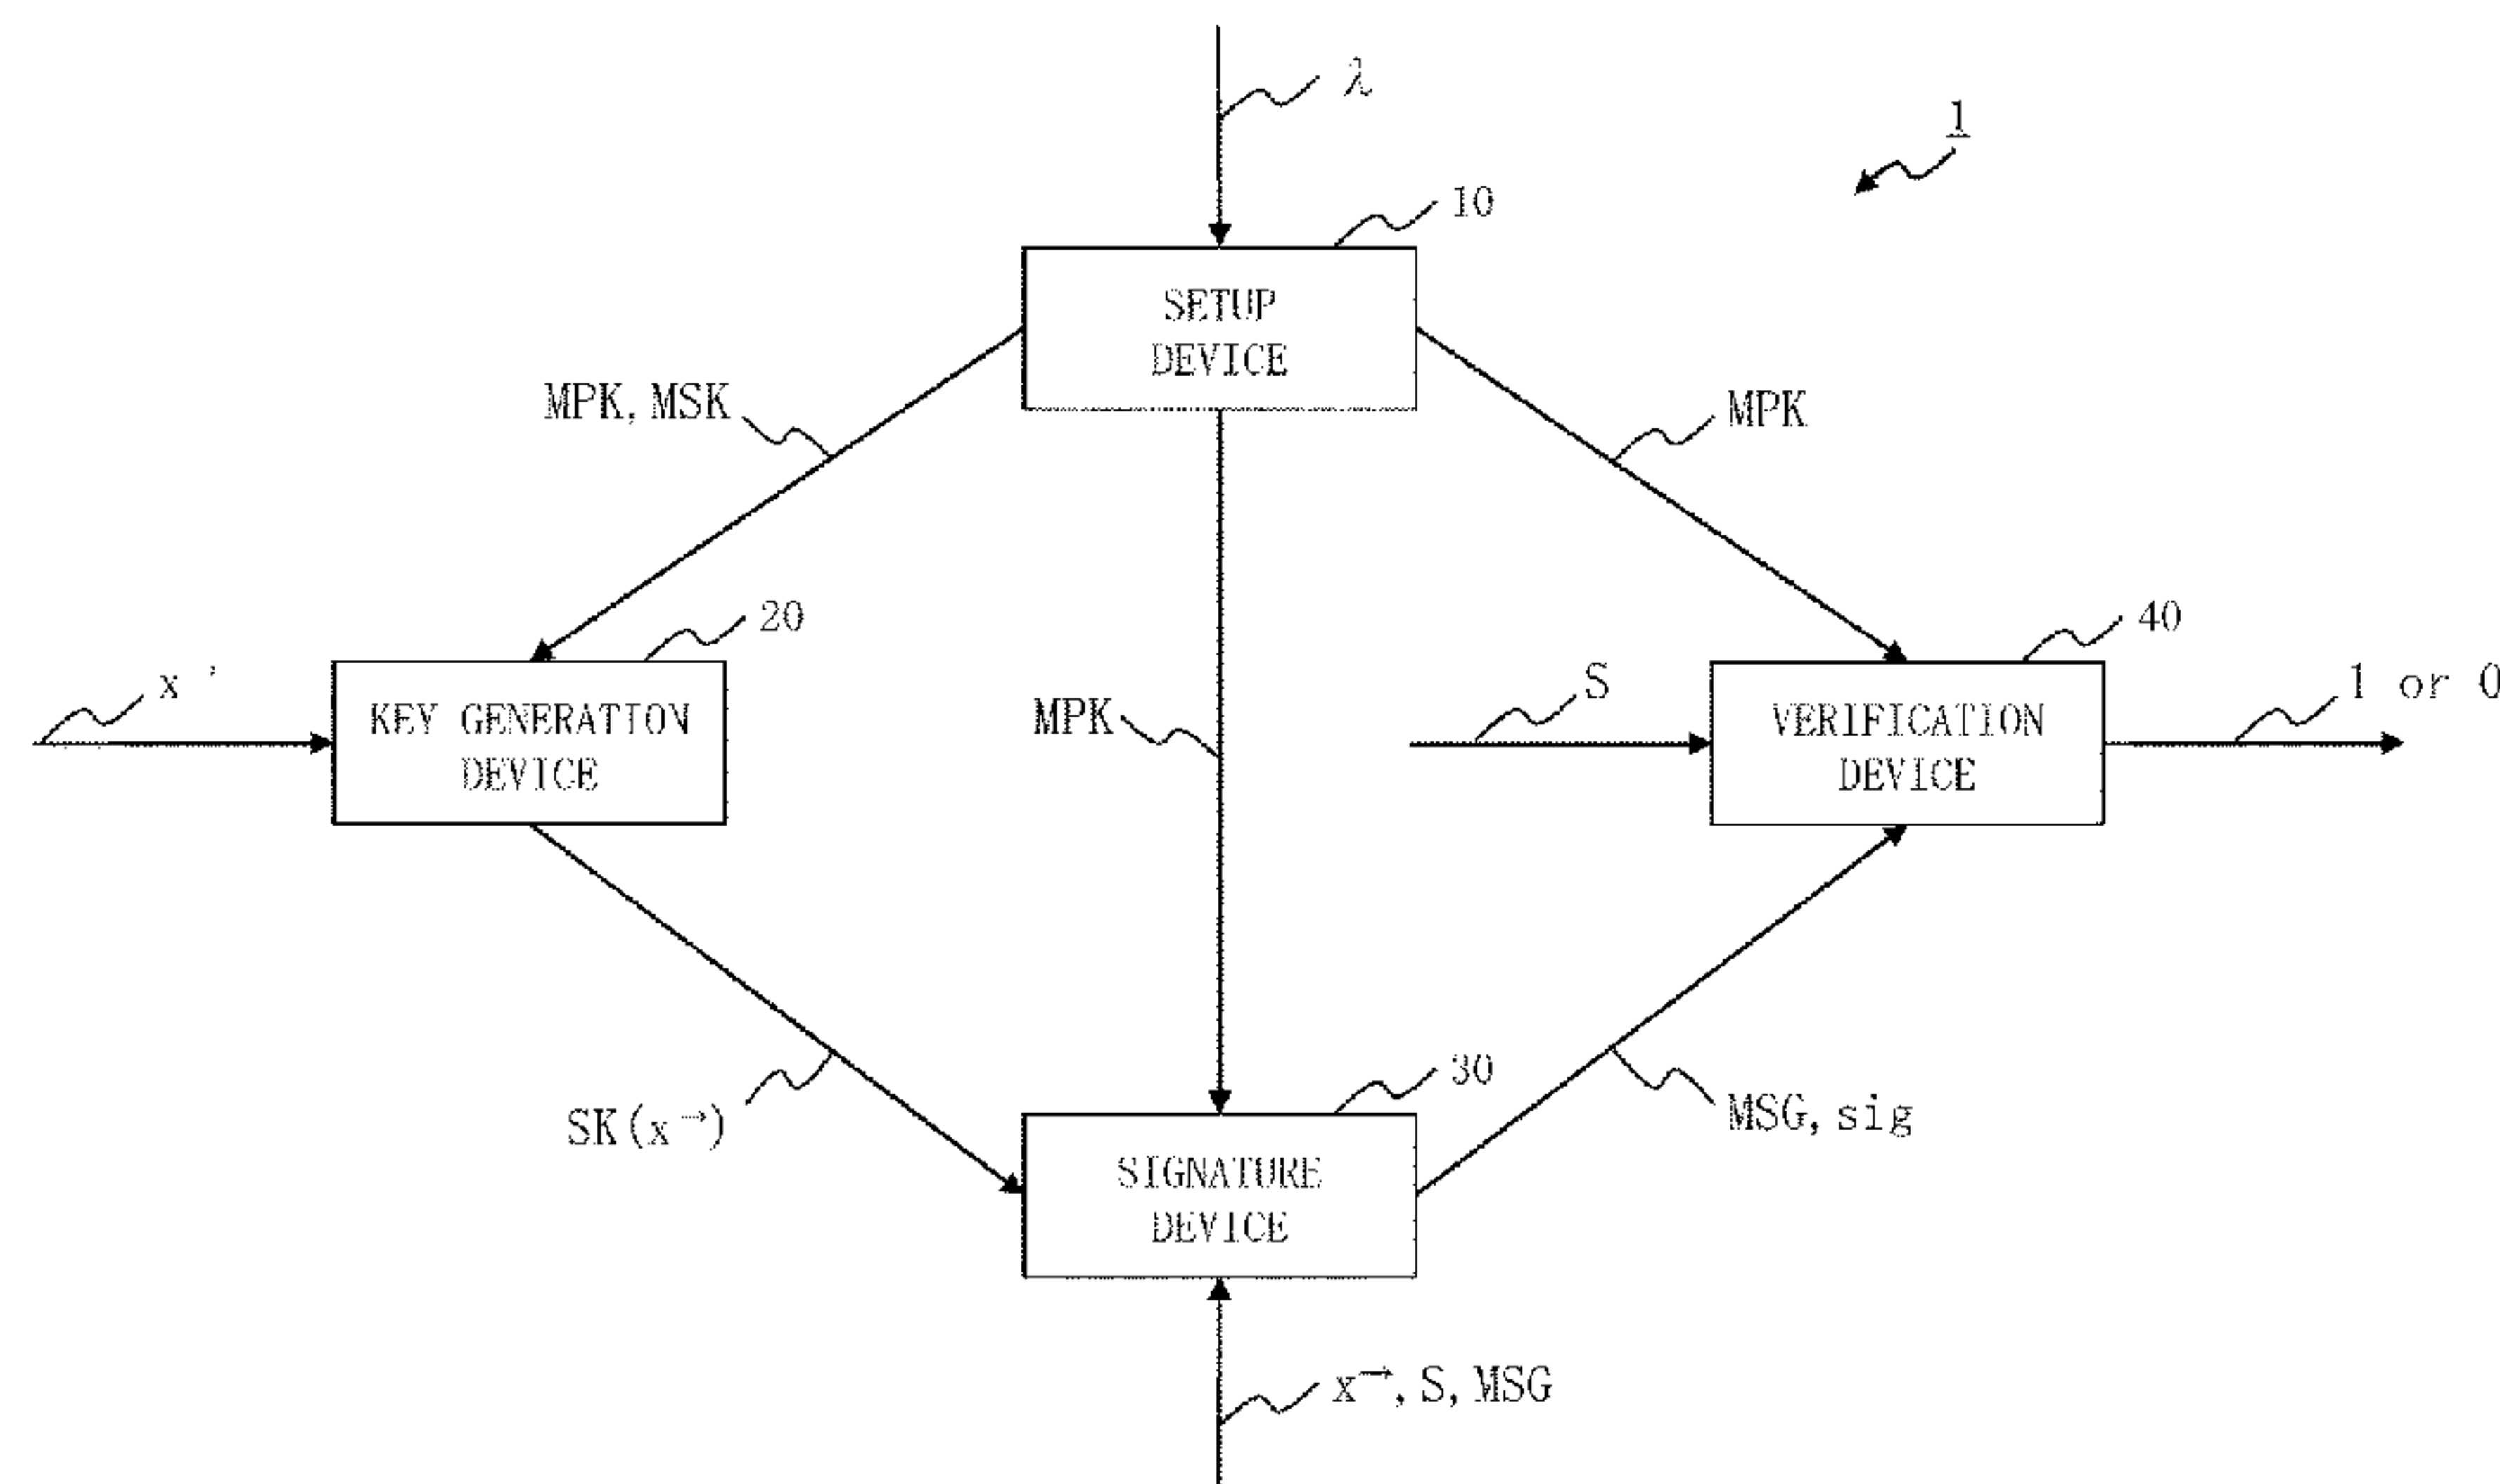 λ
1
10
SETUP
DEVICE
MPK, MSK
MPK
20
40
x
S
1 or 0
KEY GENERATION
DEVICE
MPK
VERIFICATION
DEVICE
30
SK(x→)
MSG, sig
SIGNATURE
DEVICE
x→, S, MSG